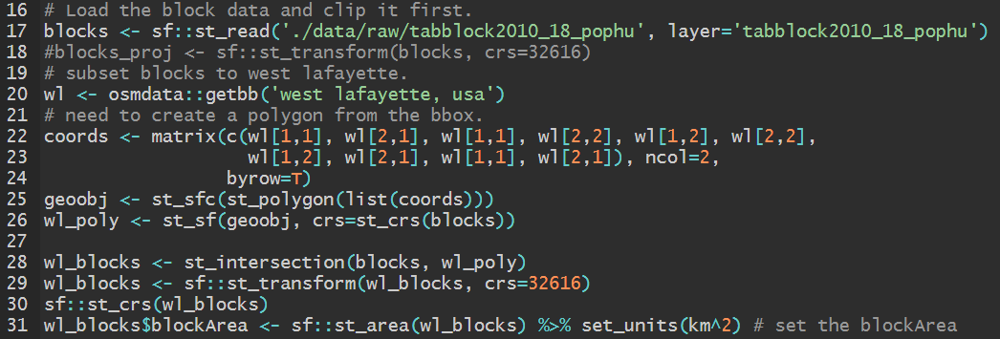 16 # Load the block data and clip it first.
17 blocks <- sf::st_read('./data/raw/tabblock2010_18_pophu', layer='tabblock2010_18_pophu')
18 #blocks_proj <- sf::st_transform(blocks, crs=32616)
19 # subset blocks to west lafayette.
20 wl <- osmdata::getbb('west lafayette, usa')
21 # need to create a polygon from the bbox.
22 coords <- matrix(c(wl[1,1], wl[2,1], wl[1,1], wl[2,2], wl[1,2], wl[2,2],
23                    wl[1,2], wl[2,1], wl[1,1], wl[2,1]), ncol=2,
24                  byrow=T)
25 geoobj <- st_sfc(st_polygon(list(coords)))
26 wl_poly <- st_sf(geoobj, crs=st_crs(blocks))
27
28 wl_blocks <- st_intersection(blocks, wl_poly)
29 wl_blocks <- sf::st_transform(wl_blocks, crs=32616)
30 sf::st_crs(wl_blocks)
31 wl_blocks$blockArea <- sf::st_area(wl_blocks) %>% set_units(km^2) # set the blockArea